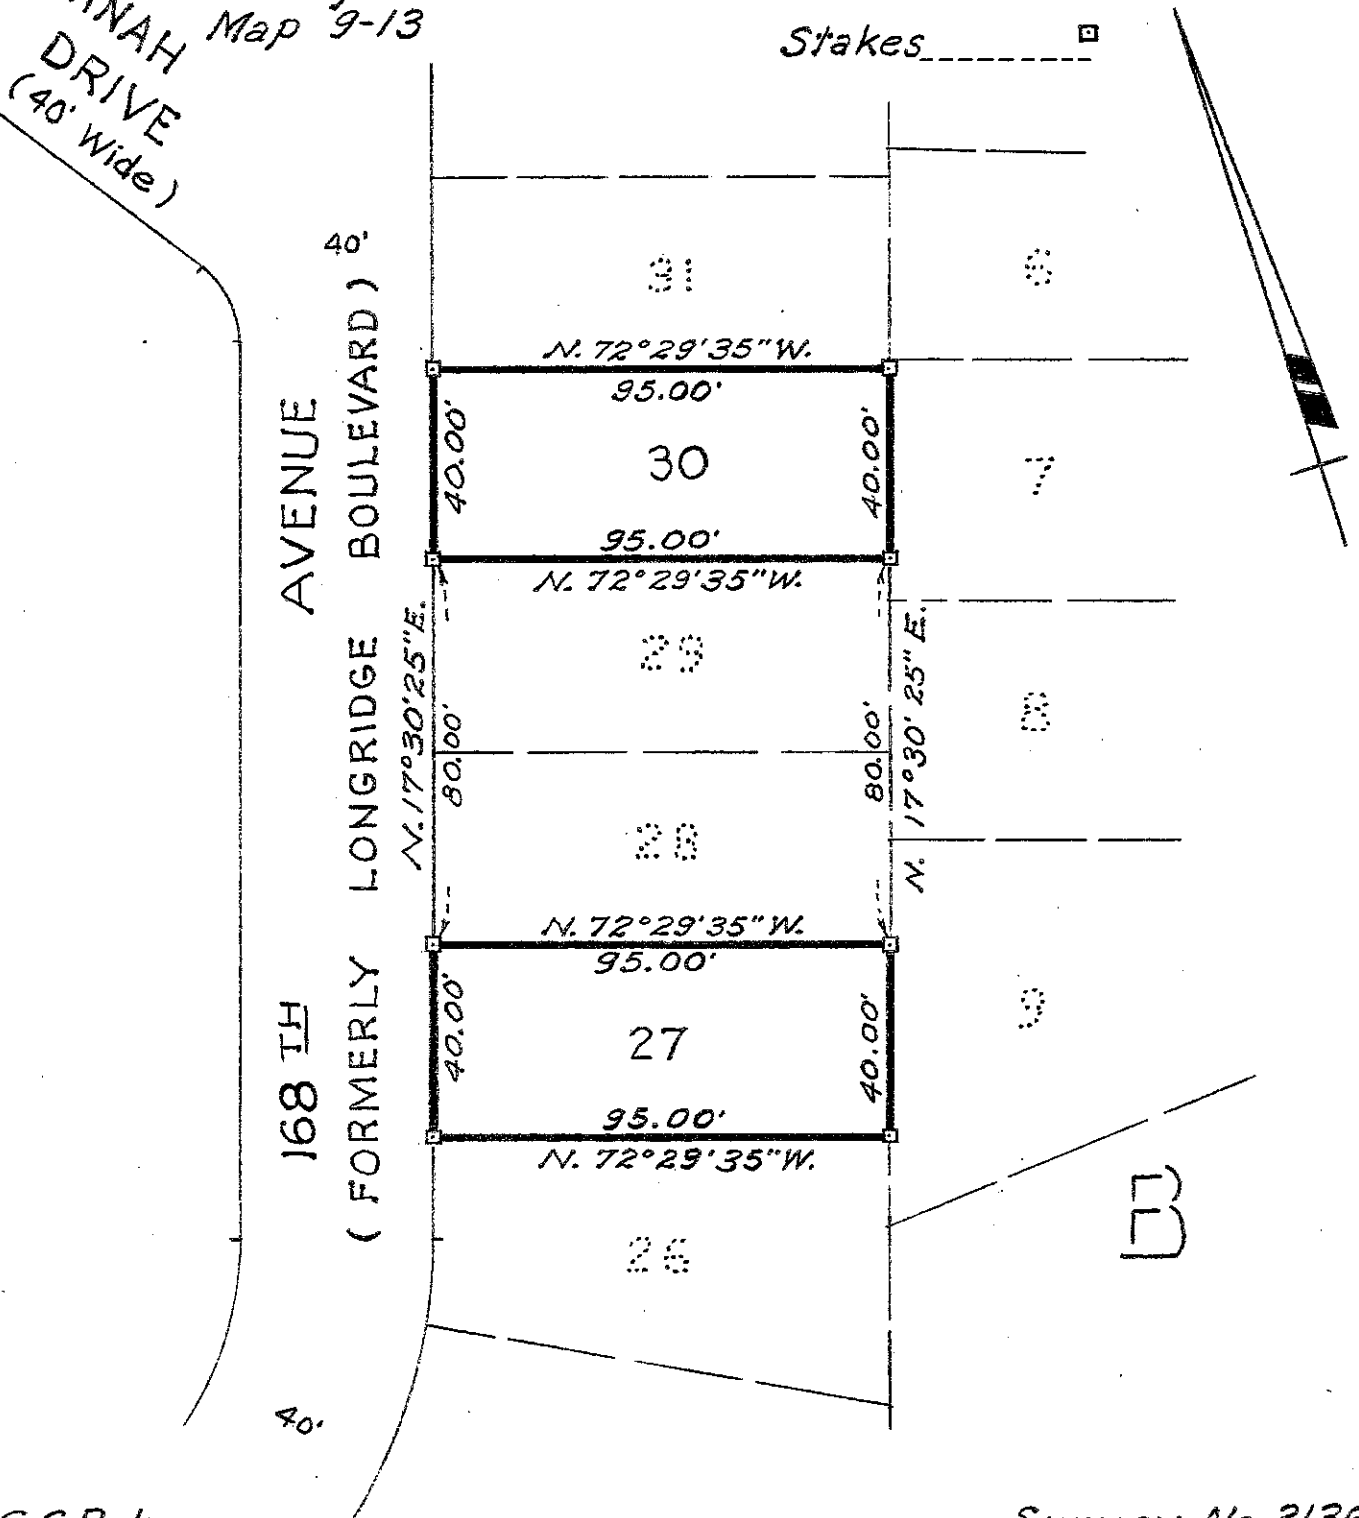 Map 9-13
Stakes
DRIVE
(40' Wide)
40'
31
6
N. 72°29'35"W.
95.00'
40.00'
30
40.00'
7
95.00'
N. 72°29'35"W.
29
N. 17°30'25"E.
80.00'
80.00'
N. 17°30'25"E.
8
28
N. 72°29'35"W.
95.00'
40.00'
27
40.00'
9
95.00'
N. 72°29'35"W.
26
B
168 TH AVENUE
(FORMERLY LONGRIDGE BOULEVARD)
40'